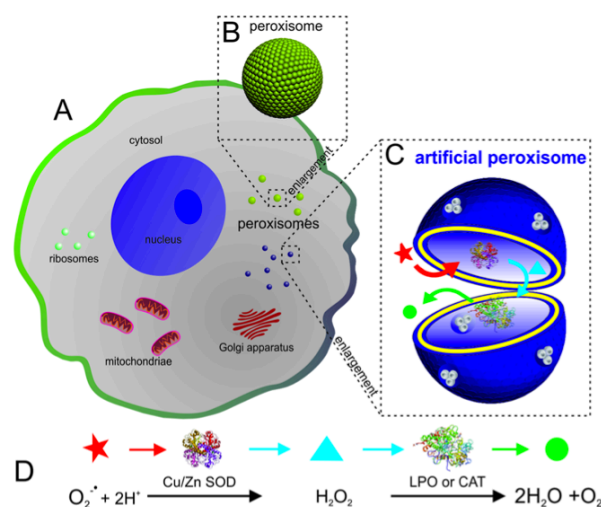 B
peroxisome
A
cytosol
enlargement
C
artificial peroxisome
nucleus
peroxisomes
ribosomes
mitochondriae
Golgi apparatus
enlargement
D
Cu/Zn SOD
LPO or CAT
O₂⁻• + 2H⁺
H₂O₂
2H₂O +O₂